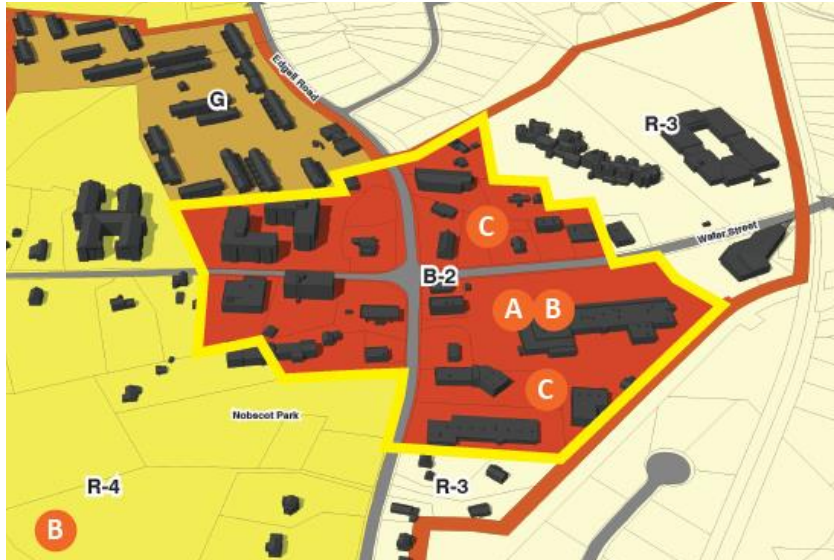 Edgell Road
G
R-3
C
Water Street
B-2
A
B
C
Nobscot Park
R-4
R-3
B